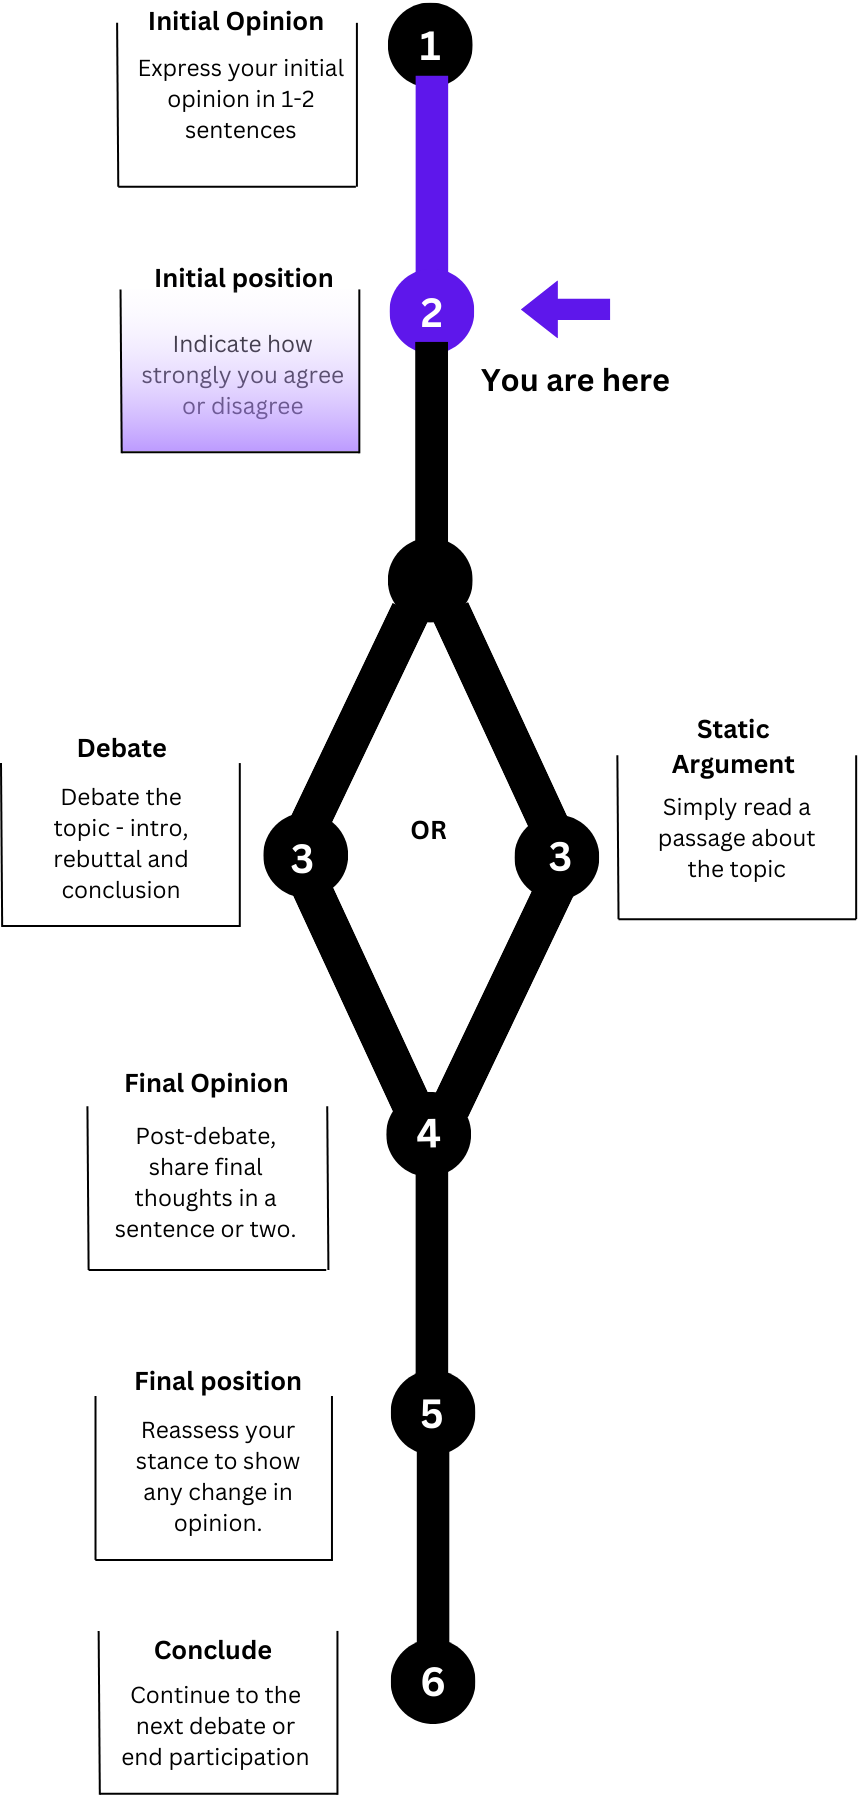 Initial Opinion
Express your initial
opinion in 1-2
sentences
1
Initial position
Indicate how
strongly you agree
or disagree
2
You are here
Debate
Debate the
topic - intro,
rebuttal and
conclusion
3
OR
3
Static
Argument
Simply read a
passage about
the topic
Final Opinion
Post-debate,
share final
thoughts in a
sentence or two.
4
Final position
Reassess your
stance to show
any change in
opinion.
5
Conclude
Continue to the
next debate or
end participation
6